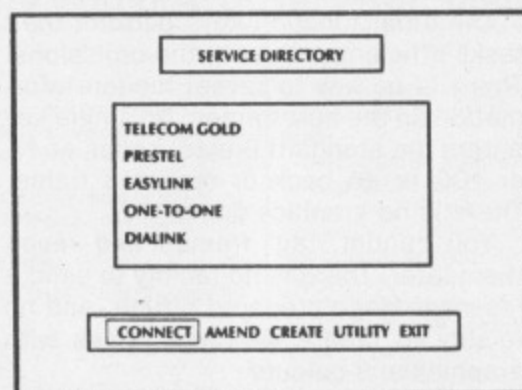 SERVICE DIRECTORY
TELECOM GOLD
PRESTEL
EASYLINK
ONE-TO-ONE
DIALINK
CONNECT AMEND CREATE UTILITY EXIT